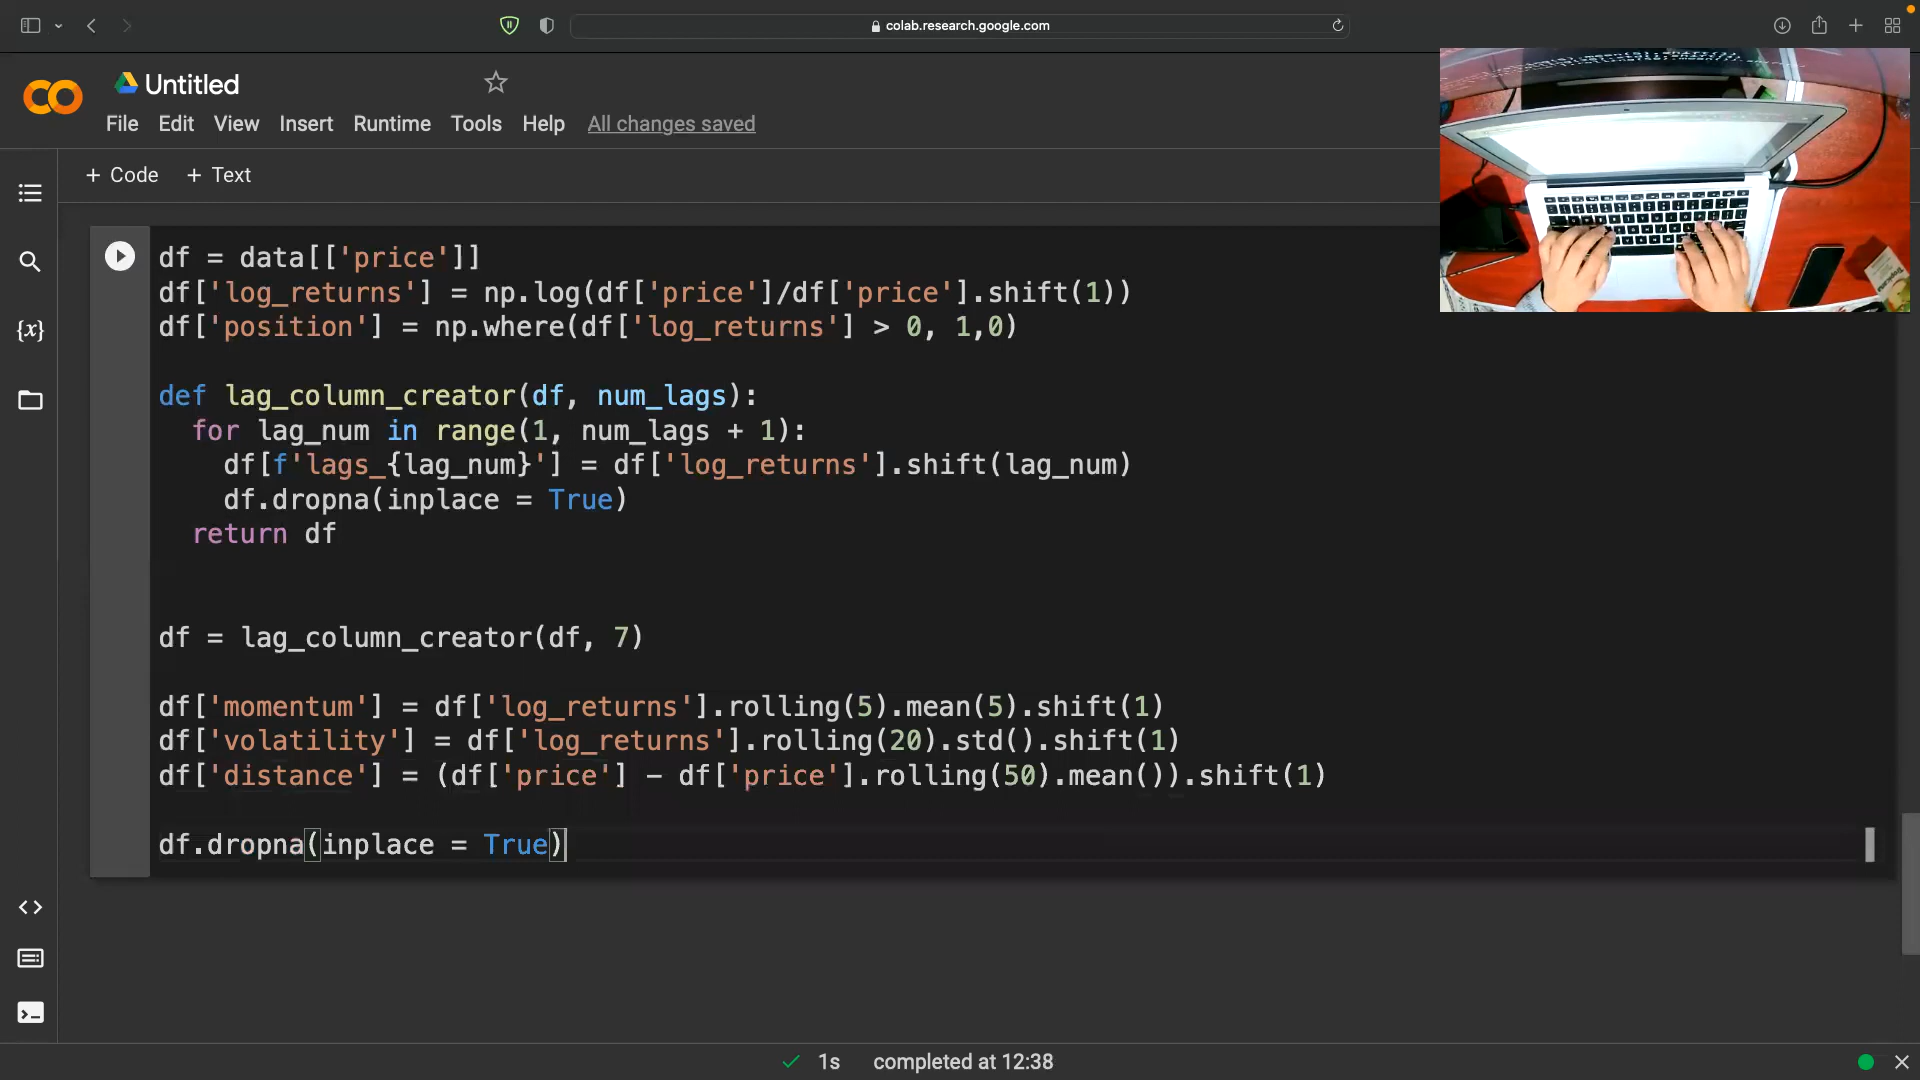 colab.research.google.com
Untitled
File Edit View Insert Runtime Tools Help All changes saved
+ Code + Text
df = data[['price']]
df['log_returns'] = np.log(df['price']/df['price'].shift(1))
df['position'] = np.where(df['log_returns'] > 0, 1,0)
def lag_column_creator(df, num_lags):
for lag_num in range(1, num_lags + 1):
df[f'lags_{lag_num}'] = df['log_returns'].shift(lag_num)
df.dropna(inplace = True)
return df
df = lag_column_creator(df, 7)
df['momentum'] = df['log_returns'].rolling(5).mean(5).shift(1)
df['volatility'] = df['log_returns'].rolling(20).std().shift(1)
df['distance'] = (df['price'] - df['price'].rolling(50).mean()).shift(1)
df.dropna(inplace = True)
1s completed at 12:38